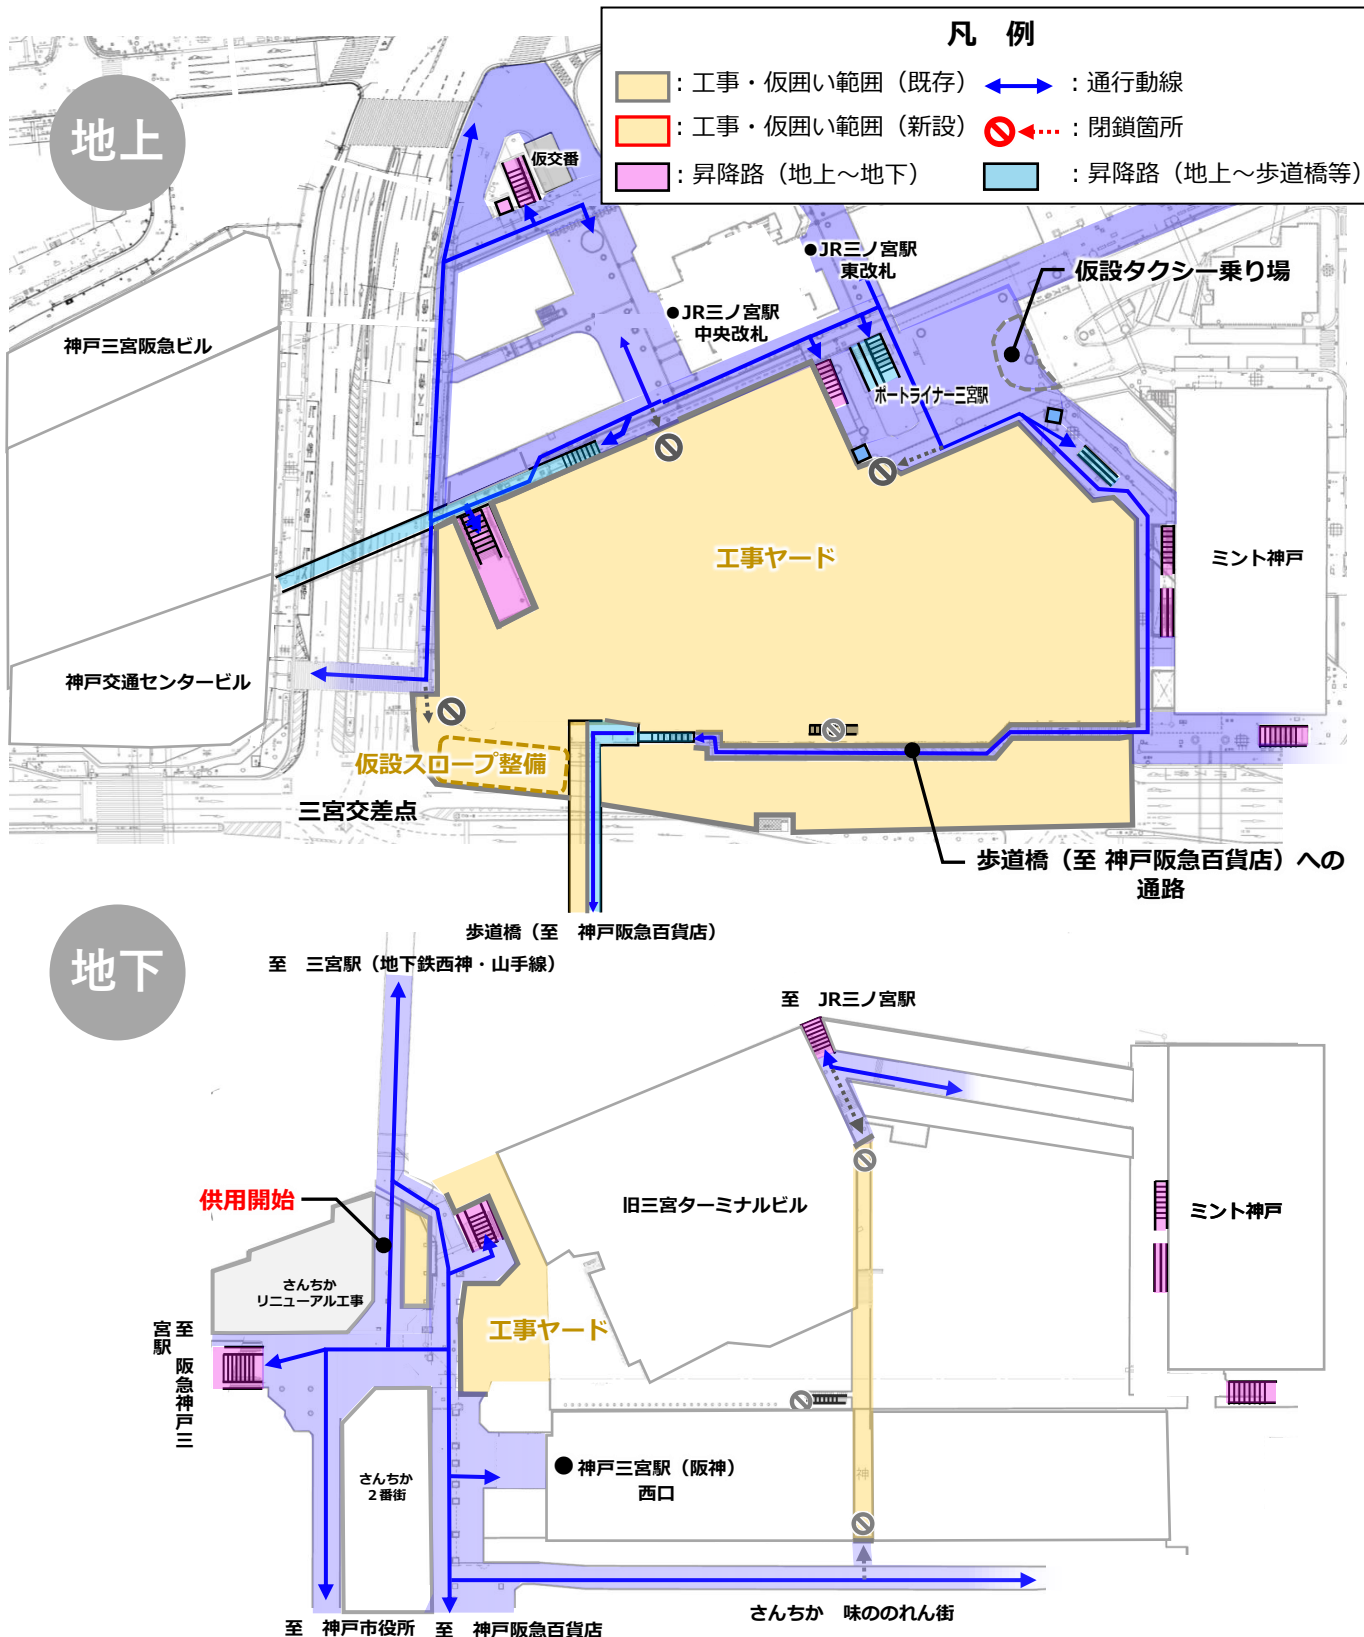 凡 例
：工事・仮囲い範囲（既存）
：通行動線
：工事・仮囲い範囲（新設）
：閉鎖箇所
：昇降路（地上～地下）
：昇降路（地上～歩道橋等）
地上
仮交番
●JR三ノ宮駅
東改札
仮設タクシー乗り場
●JR三ノ宮駅
中央改札
神戸三宮阪急ビル
ポートライナー三宮駅
工事ヤード
ミント神戸
神戸交通センタービル
仮設スロープ整備
三宮交差点
歩道橋（至 神戸阪急百貨店）への
通路
歩道橋（至 神戸阪急百貨店）
地下
至 三宮駅（地下鉄西神・山手線）
至 JR三ノ宮駅
供用開始
旧三宮ターミナルビル
ミント神戸
さんちか
リニューアル工事
工事ヤード
至 阪急神戸三
宮駅
さんちか
２番街
●神戸三宮駅（阪神）
西口
さんちか 味ののれん街
至 神戸市役所
至 神戸阪急百貨店